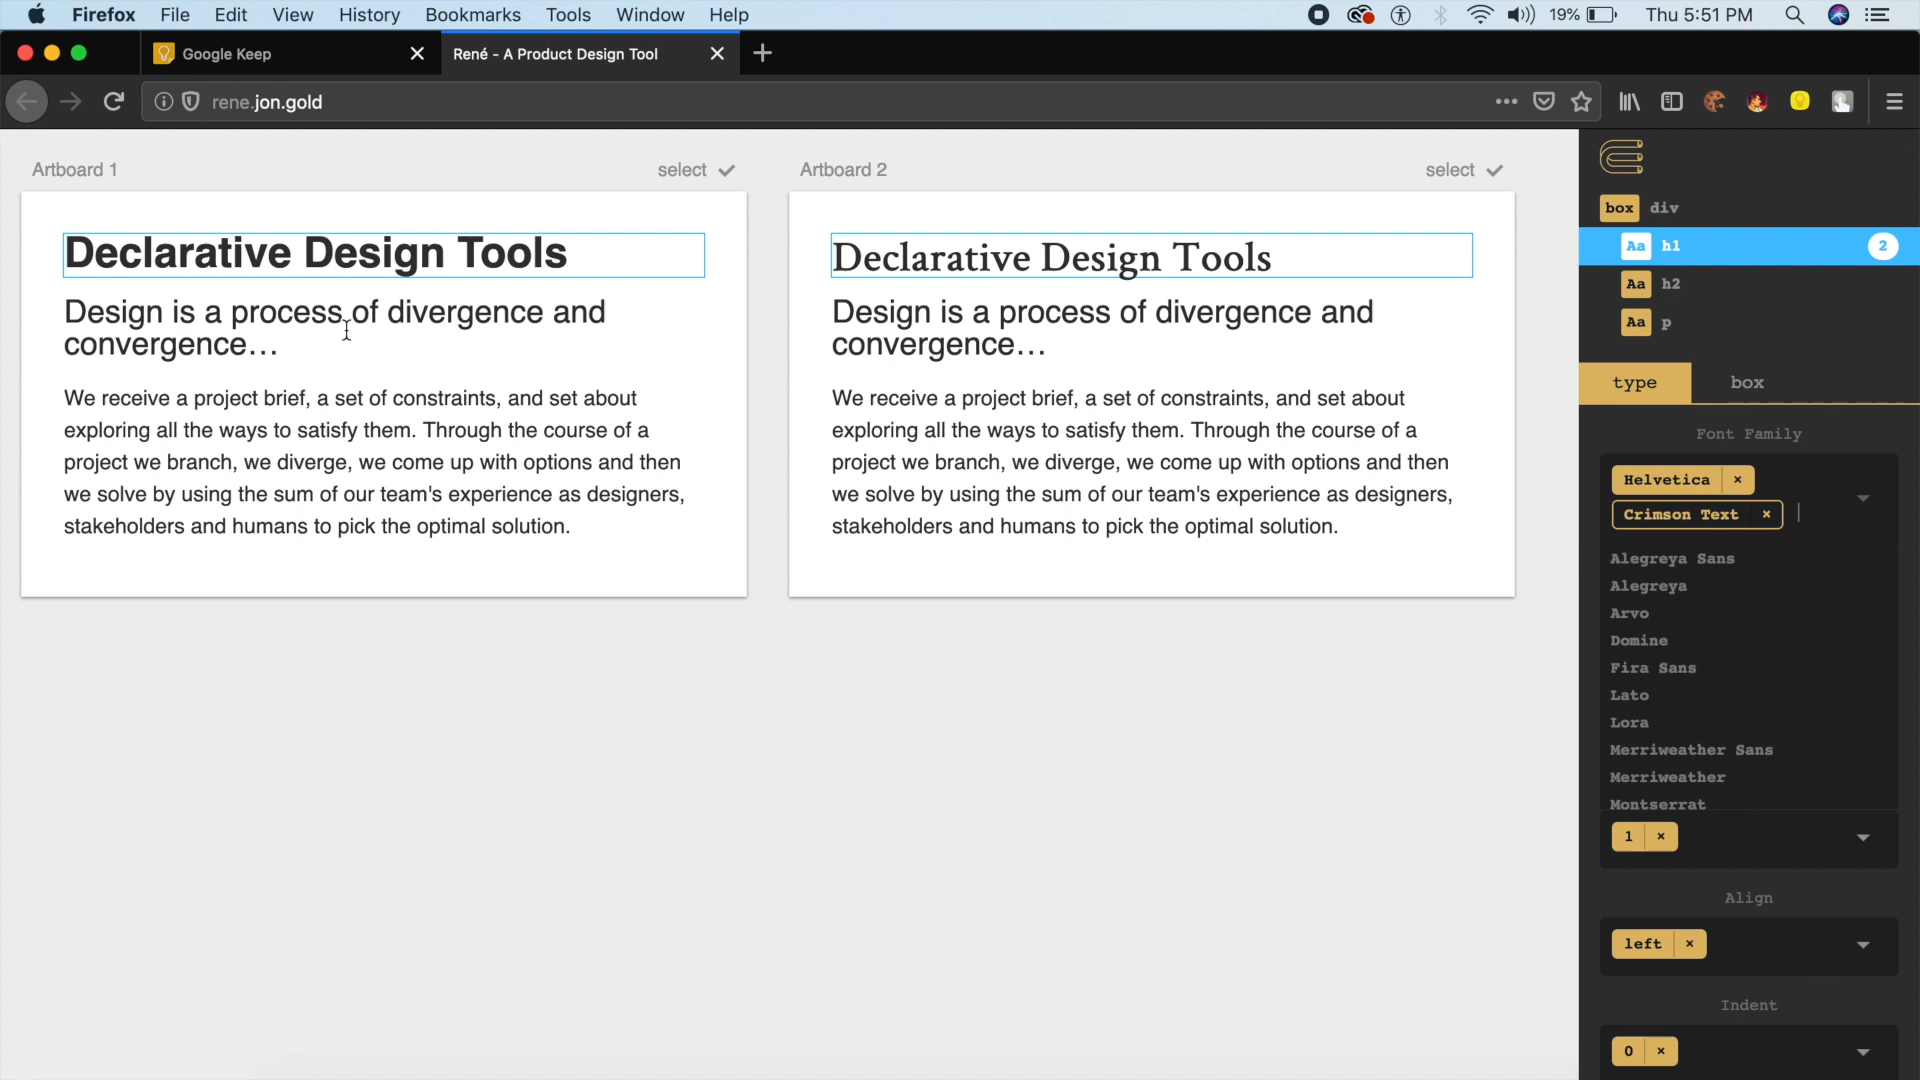 Firefox File Edit View History Bookmarks Tools Window Help 19% Thu 5:51 PM
Google Keep René - A Product Design Tool
rene.jon.gold
Artboard 1 select
Declarative Design Tools
Design is a process of divergence and
convergence…
We receive a project brief, a set of constraints, and set about
exploring all the ways to satisfy them. Through the course of a
project we branch, we diverge, we come up with options and then
we solve by using the sum of our team's experience as designers,
stakeholders and humans to pick the optimal solution.
Artboard 2 select
Declarative Design Tools
Design is a process of divergence and
convergence…
We receive a project brief, a set of constraints, and set about
exploring all the ways to satisfy them. Through the course of a
project we branch, we diverge, we come up with options and then
we solve by using the sum of our team's experience as designers,
stakeholders and humans to pick the optimal solution.
box div
Aa h1 2
Aa h2
Aa p
type box
Font Family
Helvetica ×
Crimson Text ×
Alegreya Sans
Alegreya
Arvo
Domine
Fira Sans
Lato
Lora
Merriweather Sans
Merriweather
Montserrat
1 ×
Align
left ×
Indent
0 ×